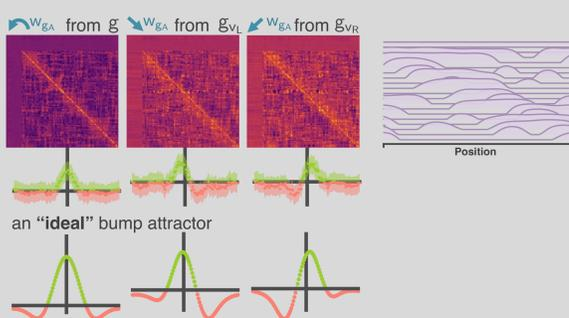 w_gA from g
w_gA from g_vL
w_gA from g_vR
Position
an “ideal” bump attractor